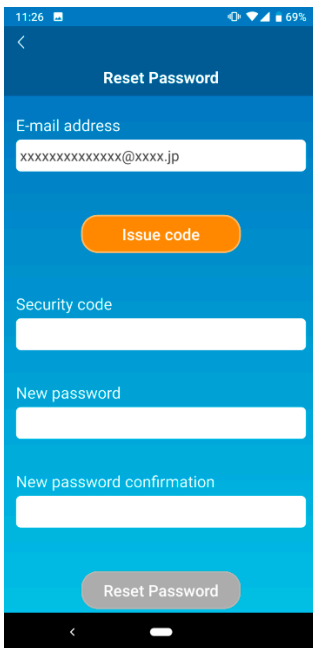 11:26 69%
Reset Password
E-mail address
xxxxxxxxxxxxxx@xxxx.jp
Issue code
Security code
New password
New password confirmation
Reset Password